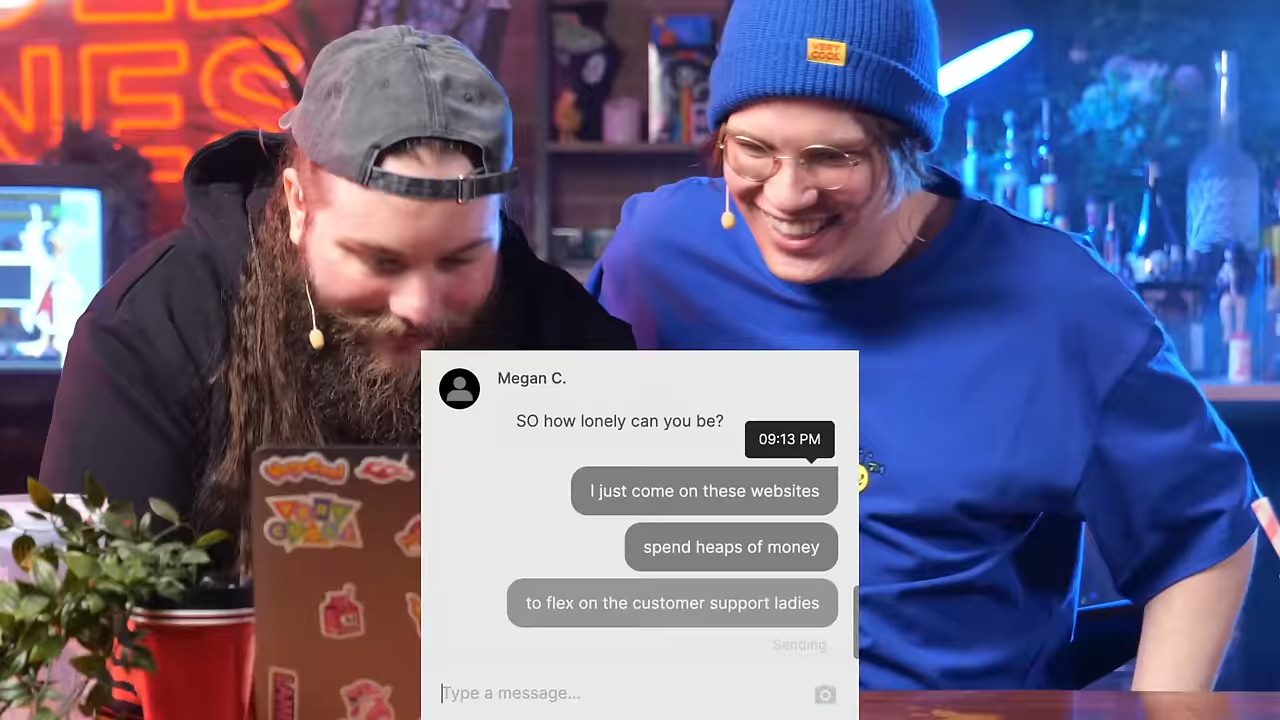 NES
VERY
COOL
Megan C.
SO how lonely can you be?
09:13 PM
I just come on these websites
spend heaps of money
to flex on the customer support ladies
Sending
Type a message...